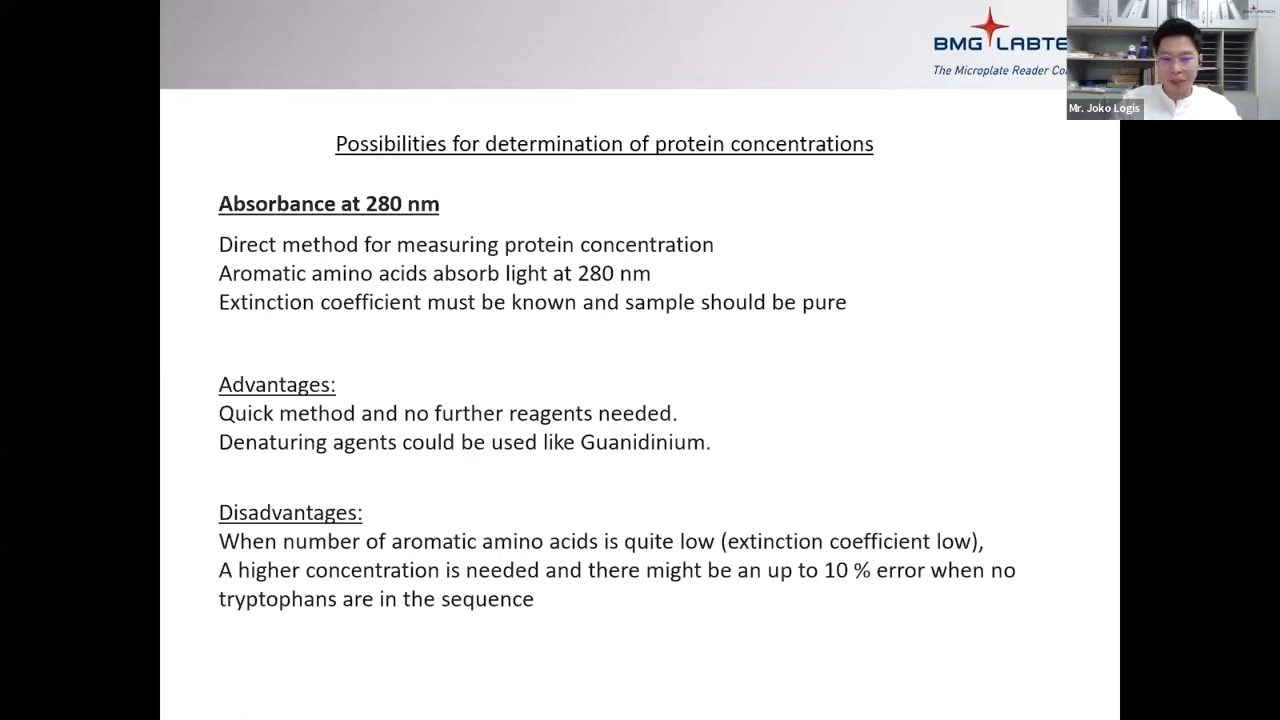 BMG LABTE
The Microplate Reader Co
Mr. Joko Logis
Possibilities for determination of protein concentrations
Absorbance at 280 nm
Direct method for measuring protein concentration
Aromatic amino acids absorb light at 280 nm
Extinction coefficient must be known and sample should be pure
Advantages:
Quick method and no further reagents needed.
Denaturing agents could be used like Guanidinium.
Disadvantages:
When number of aromatic amino acids is quite low (extinction coefficient low),
A higher concentration is needed and there might be an up to 10 % error when no
tryptophans are in the sequence